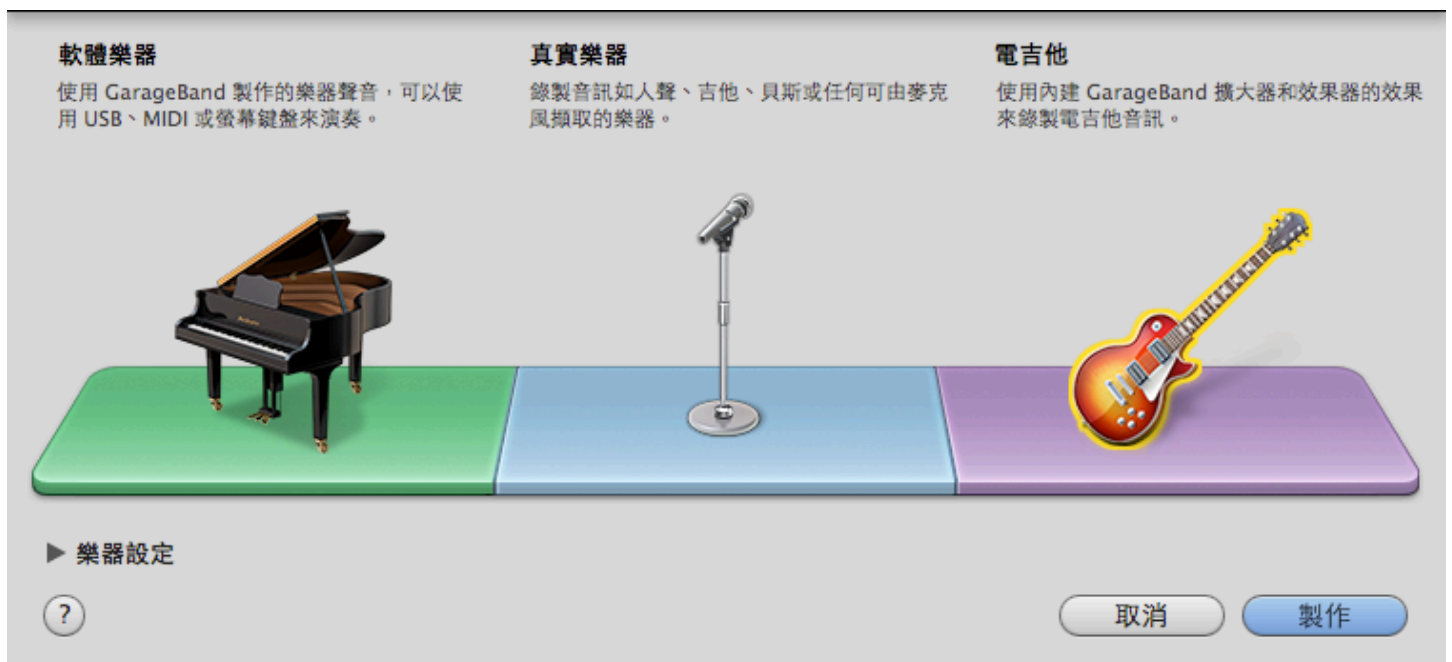 軟體樂器
使用 GarageBand 製作的樂器聲音，可以使
用 USB、MIDI 或螢幕鍵盤來演奏。
真實樂器
錄製音訊如人聲、吉他、貝斯或任何可由麥克
風擷取的樂器。
電吉他
使用內建 GarageBand 擴大器和效果器的效果
來錄製電吉他音訊。
▶ 樂器設定
?
取消
製作